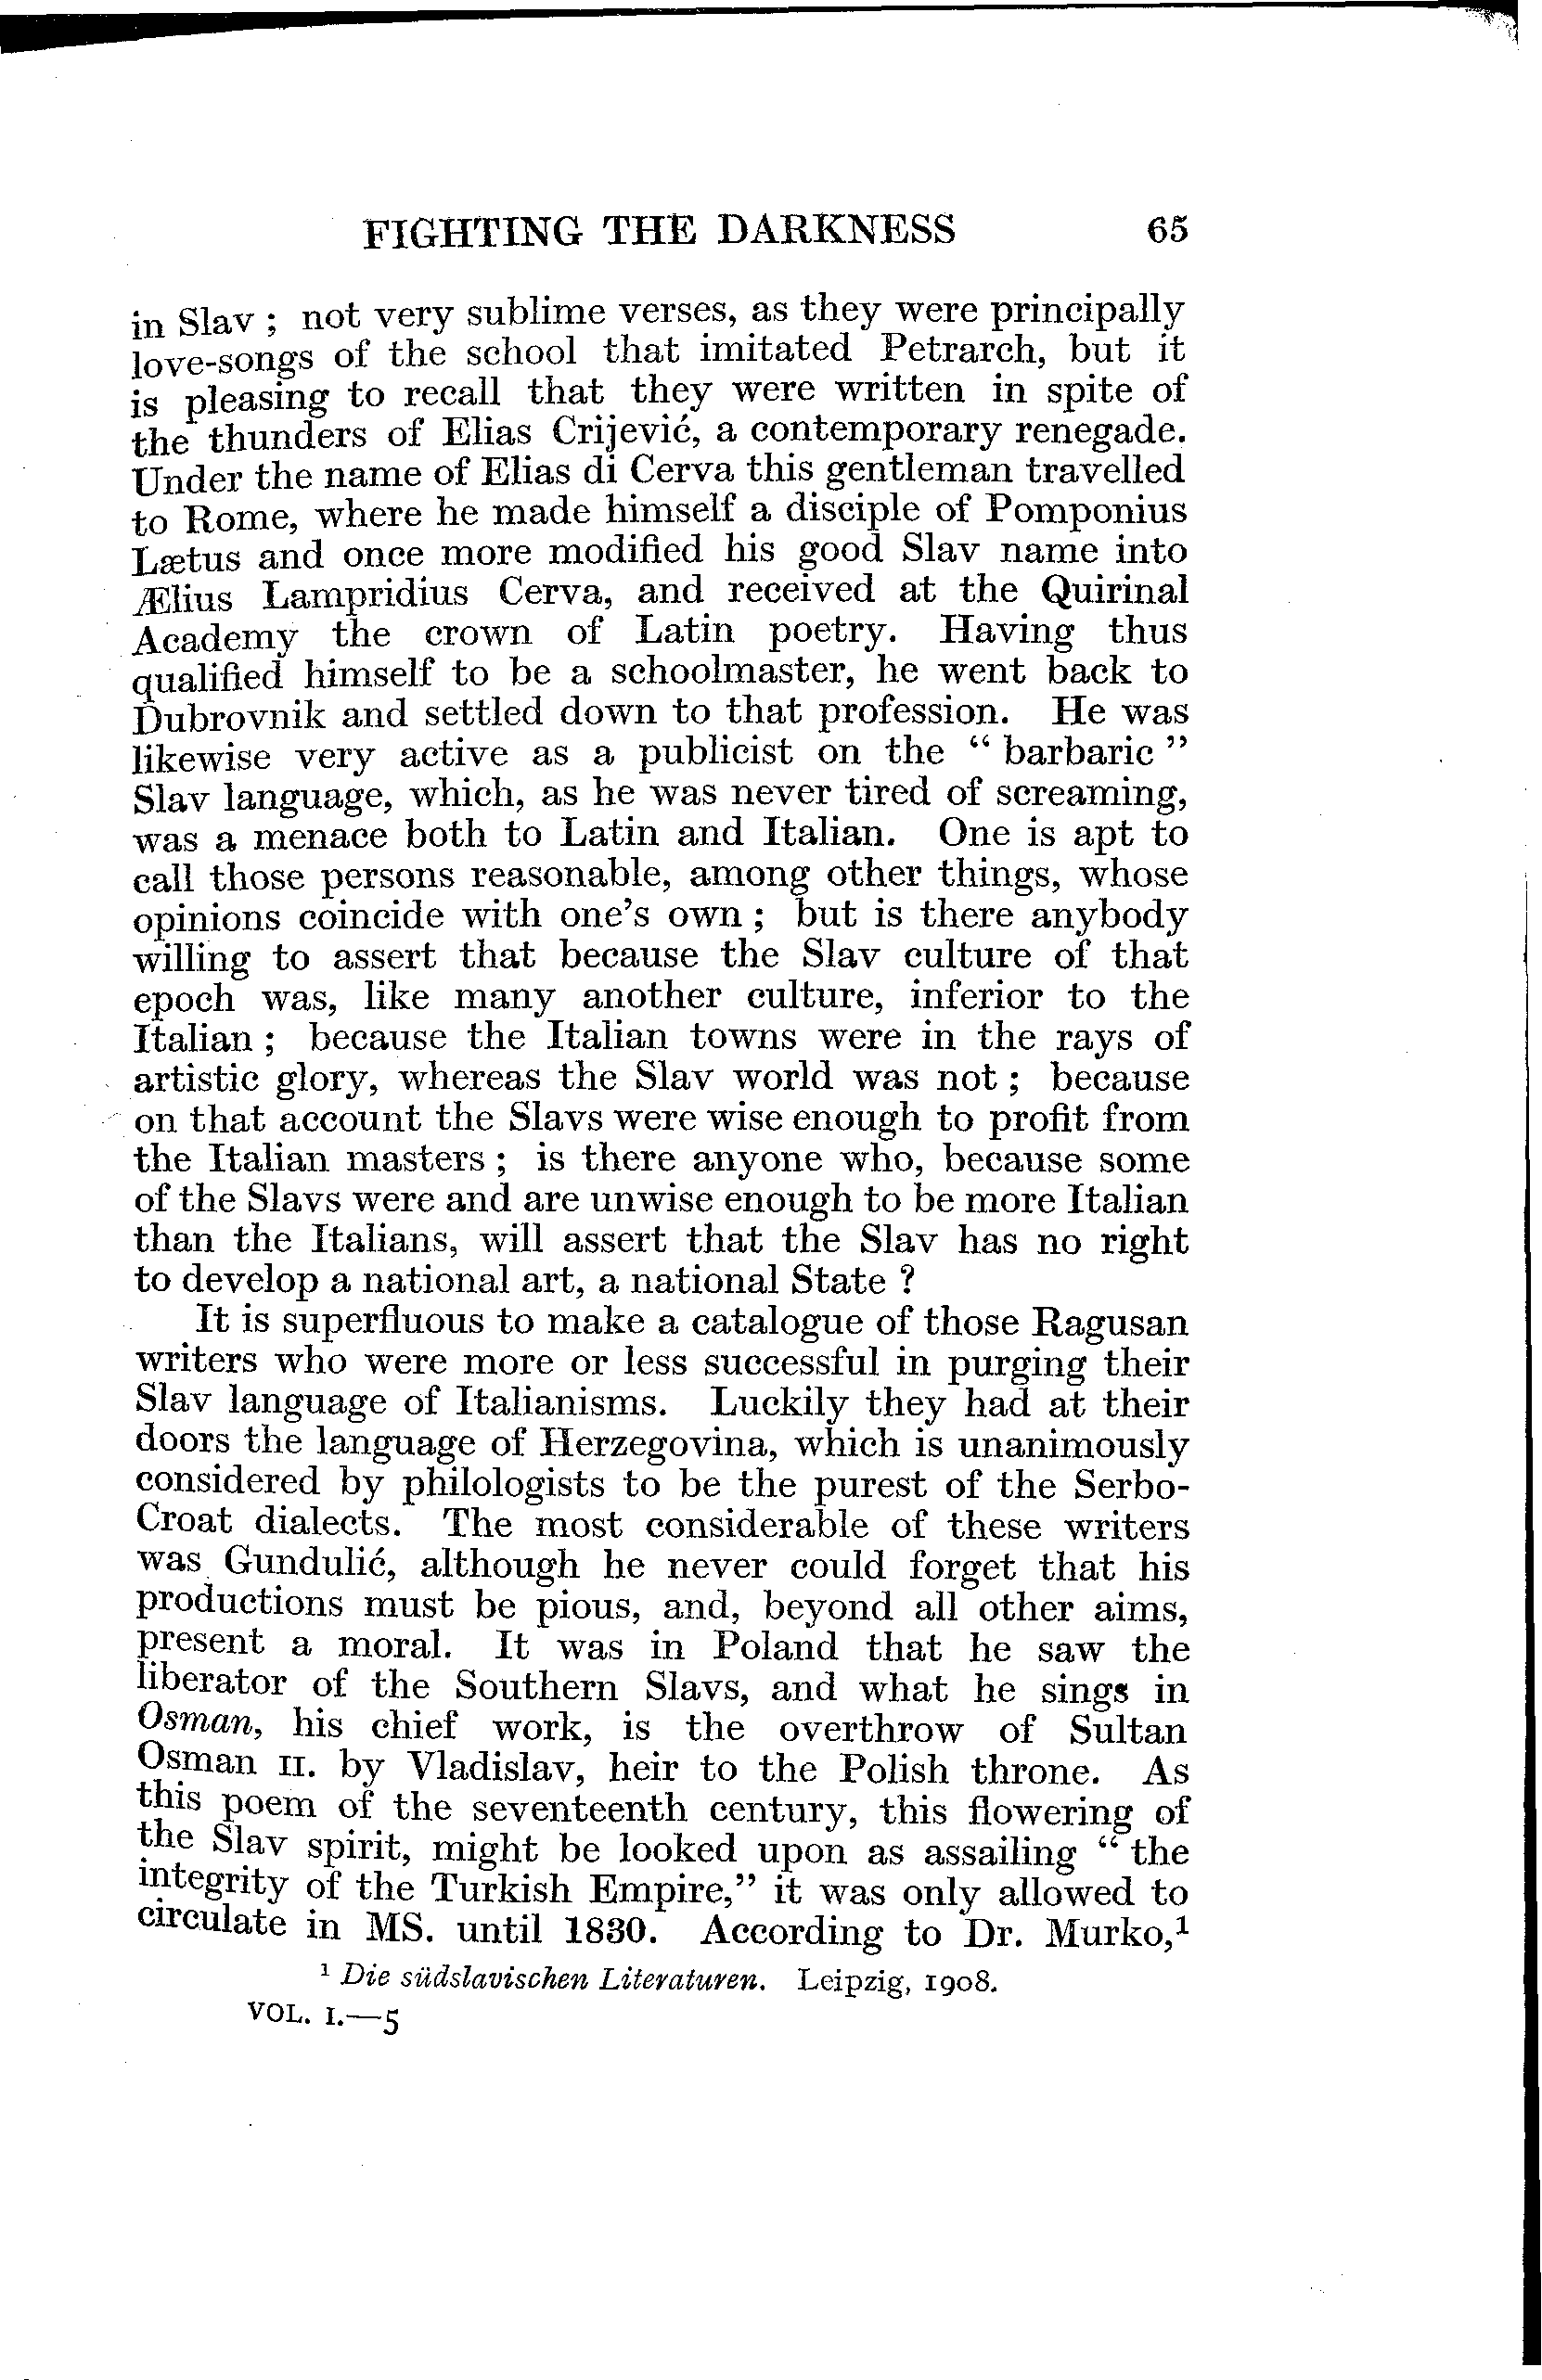 FIGHTING THE DARKNESS 65
in Slav ; not very sublime verses, as they were principally
love-songs of the school that imitated Petrarch, but it
is pleasing to recall that they were written in spite of
the thunders of Elias Crijević, a contemporary renegade.
Under the name of Elias di Cerva this gentleman travelled
to Rome, where he made himself a disciple of Pomponius
Lætus and once more modified his good Slav name into
Ælius Lampridius Cerva, and received at the Quirinal
Academy the crown of Latin poetry. Having thus
qualified himself to be a schoolmaster, he went back to
Dubrovnik and settled down to that profession. He was
likewise very active as a publicist on the “ barbaric ”
Slav language, which, as he was never tired of screaming,
was a menace both to Latin and Italian. One is apt to
call those persons reasonable, among other things, whose
opinions coincide with one’s own ; but is there anybody
willing to assert that because the Slav culture of that
epoch was, like many another culture, inferior to the
Italian ; because the Italian towns were in the rays of
artistic glory, whereas the Slav world was not ; because
on that account the Slavs were wise enough to profit from
the Italian masters ; is there anyone who, because some
of the Slavs were and are unwise enough to be more Italian
than the Italians, will assert that the Slav has no right
to develop a national art, a national State ?
It is superfluous to make a catalogue of those Ragusan
writers who were more or less successful in purging their
Slav language of Italianisms. Luckily they had at their
doors the language of Herzegovina, which is unanimously
considered by philologists to be the purest of the Serbo-
Croat dialects. The most considerable of these writers
was Gundulić, although he never could forget that his
productions must be pious, and, beyond all other aims,
present a moral. It was in Poland that he saw the
liberator of the Southern Slavs, and what he sings in
Osman, his chief work, is the overthrow of Sultan
Osman II. by Vladislav, heir to the Polish throne. As
this poem of the seventeenth century, this flowering of
the Slav spirit, might be looked upon as assailing “ the
integrity of the Turkish Empire,” it was only allowed to
circulate in MS. until 1830. According to Dr. Murko,¹
¹ Die südslavischen Literaturen. Leipzig, 1908.
VOL. I.—5